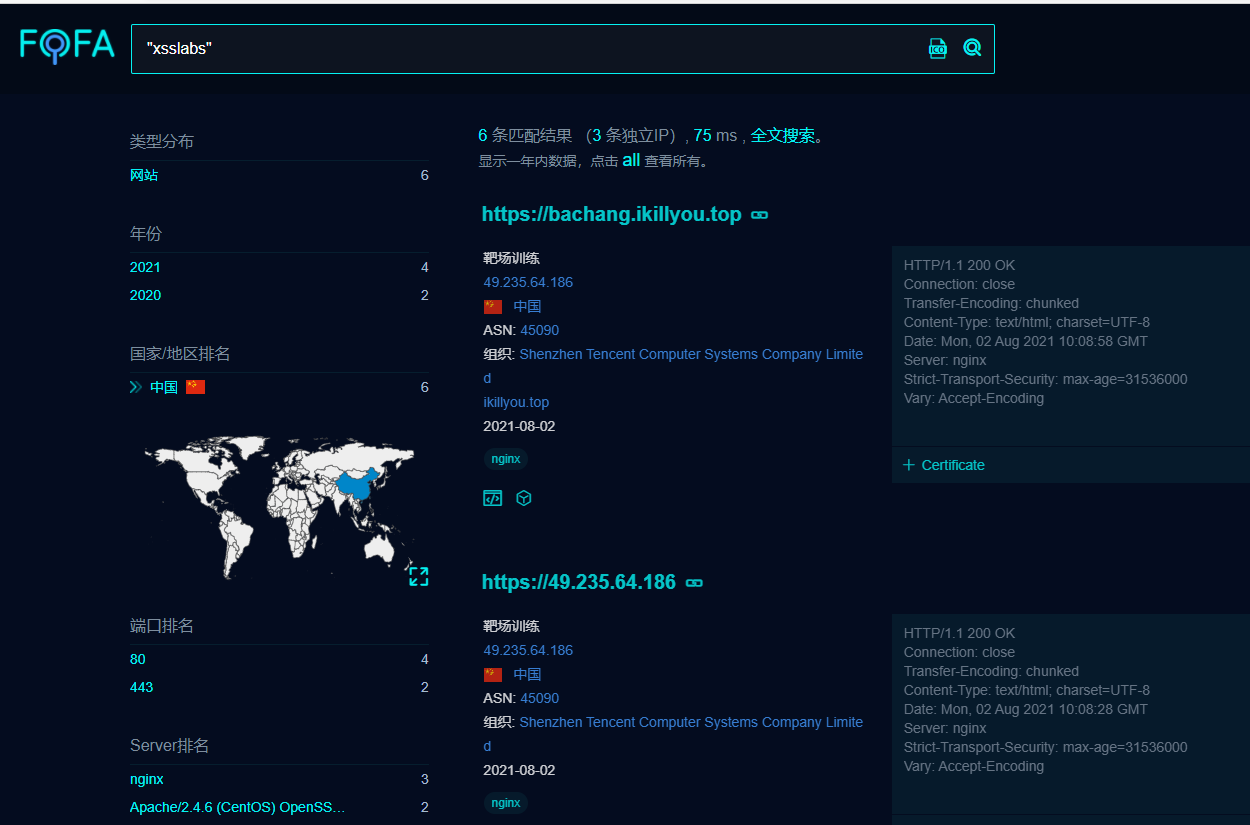 FOFA
"xsslabs"
ICO
类型分布
网站 6
年份
2021 4
2020 2
国家/地区排名
中国 6
端口排名
80 4
443 2
Server排名
nginx 3
Apache/2.4.6 (CentOS) OpenSS... 2
6 条匹配结果 （3 条独立IP）, 75 ms , 全文搜索。
显示一年内数据，点击 all 查看所有。
https://bachang.ikillyou.top
靶场训练
49.235.64.186
中国
ASN: 45090
组织: Shenzhen Tencent Computer Systems Company Limite
d
ikillyou.top
2021-08-02
nginx
HTTP/1.1 200 OK
Connection: close
Transfer-Encoding: chunked
Content-Type: text/html; charset=UTF-8
Date: Mon, 02 Aug 2021 10:08:58 GMT
Server: nginx
Strict-Transport-Security: max-age=31536000
Vary: Accept-Encoding
+ Certificate
https://49.235.64.186
靶场训练
49.235.64.186
中国
ASN: 45090
组织: Shenzhen Tencent Computer Systems Company Limite
d
2021-08-02
nginx
HTTP/1.1 200 OK
Connection: close
Transfer-Encoding: chunked
Content-Type: text/html; charset=UTF-8
Date: Mon, 02 Aug 2021 10:08:28 GMT
Server: nginx
Strict-Transport-Security: max-age=31536000
Vary: Accept-Encoding